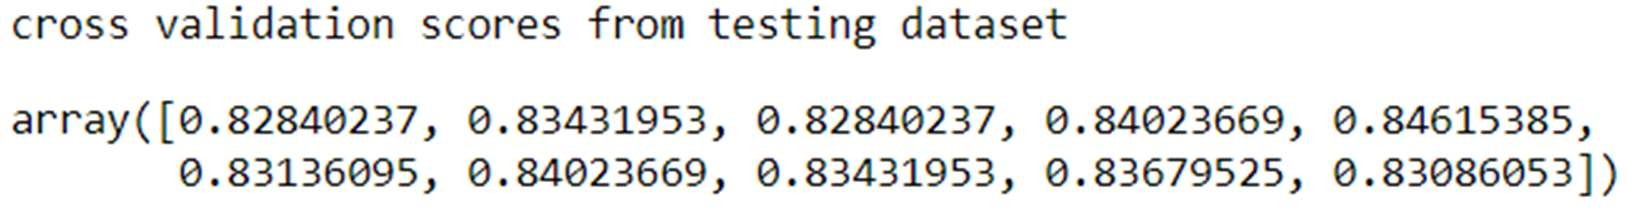 cross validation scores from testing dataset
array([0.82840237, 0.83431953, 0.82840237, 0.84023669, 0.84615385,
0.83136095, 0.84023669, 0.83431953, 0.83679525, 0.83086053])